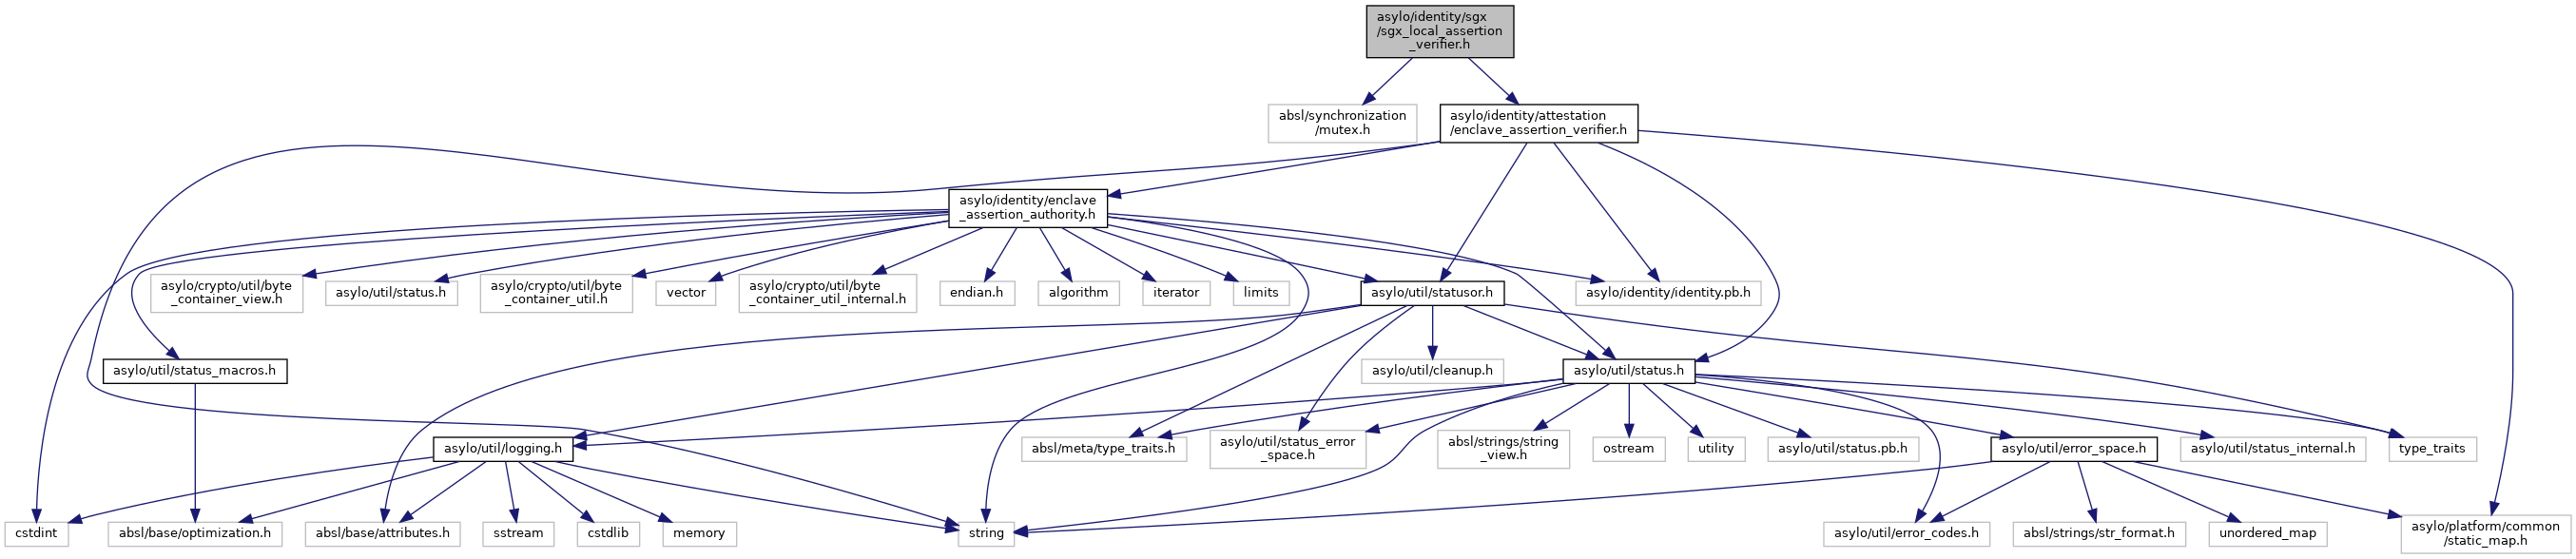 asylo/identity/sgx
/sgx_local_assertion
_verifier.h
absl/synchronization
/mutex.h
asylo/identity/attestation
/enclave_assertion_verifier.h
asylo/identity/enclave
_assertion_authority.h
asylo/crypto/util/byte
_container_view.h
asylo/util/status.h
asylo/crypto/util/byte
_container_util.h
vector
asylo/crypto/util/byte
_container_util_internal.h
endian.h
algorithm
iterator
limits
asylo/util/statusor.h
asylo/identity/identity.pb.h
asylo/util/status_macros.h
asylo/util/cleanup.h
asylo/util/status.h
asylo/util/logging.h
absl/meta/type_traits.h
asylo/util/status_error
_space.h
absl/strings/string
_view.h
ostream
utility
asylo/util/status.pb.h
asylo/util/error_space.h
asylo/util/status_internal.h
type_traits
cstdint
absl/base/optimization.h
absl/base/attributes.h
sstream
cstdlib
memory
string
asylo/util/error_codes.h
absl/strings/str_format.h
unordered_map
asylo/platform/common
/static_map.h